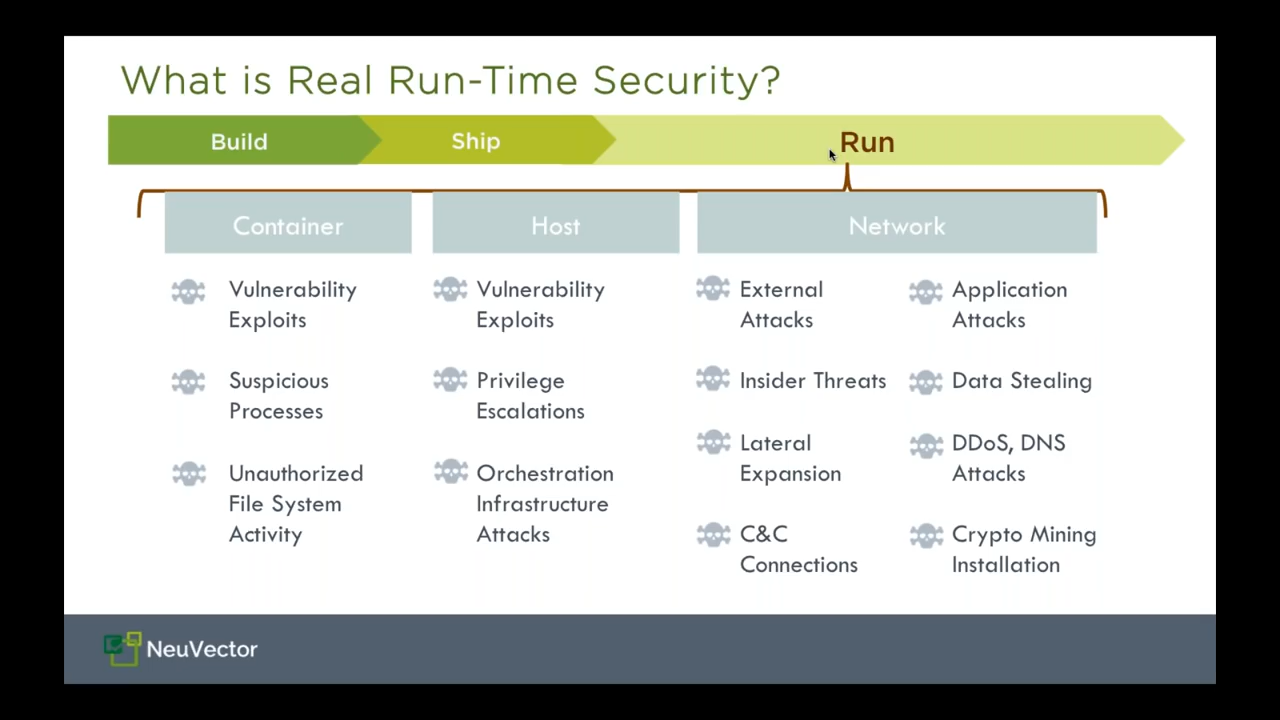 What is Real Run-Time Security?
Build
Ship
Run
Container
Host
Network
Vulnerability
Exploits
Suspicious
Processes
Unauthorized
File System
Activity
Vulnerability
Exploits
Privilege
Escalations
Orchestration
Infrastructure
Attacks
External
Attacks
Insider Threats
Lateral
Expansion
C&C
Connections
Application
Attacks
Data Stealing
DDoS, DNS
Attacks
Crypto Mining
Installation
NeuVector